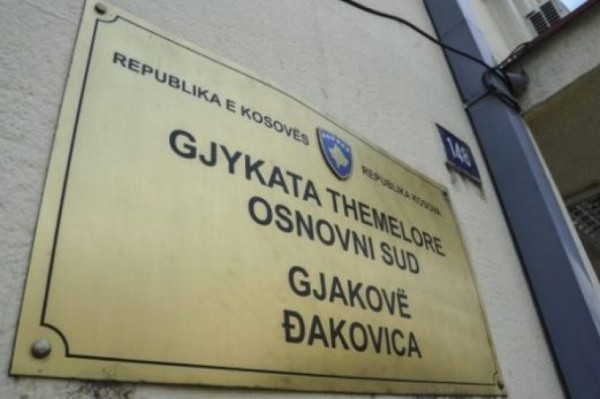 REPUBLIKA E KOSOVËS
REPUBLIKA KOSOVA
GJYKATA THEMELORE
OSNOVNI SUD
GJAKOVË
ĐAKOVICA
148